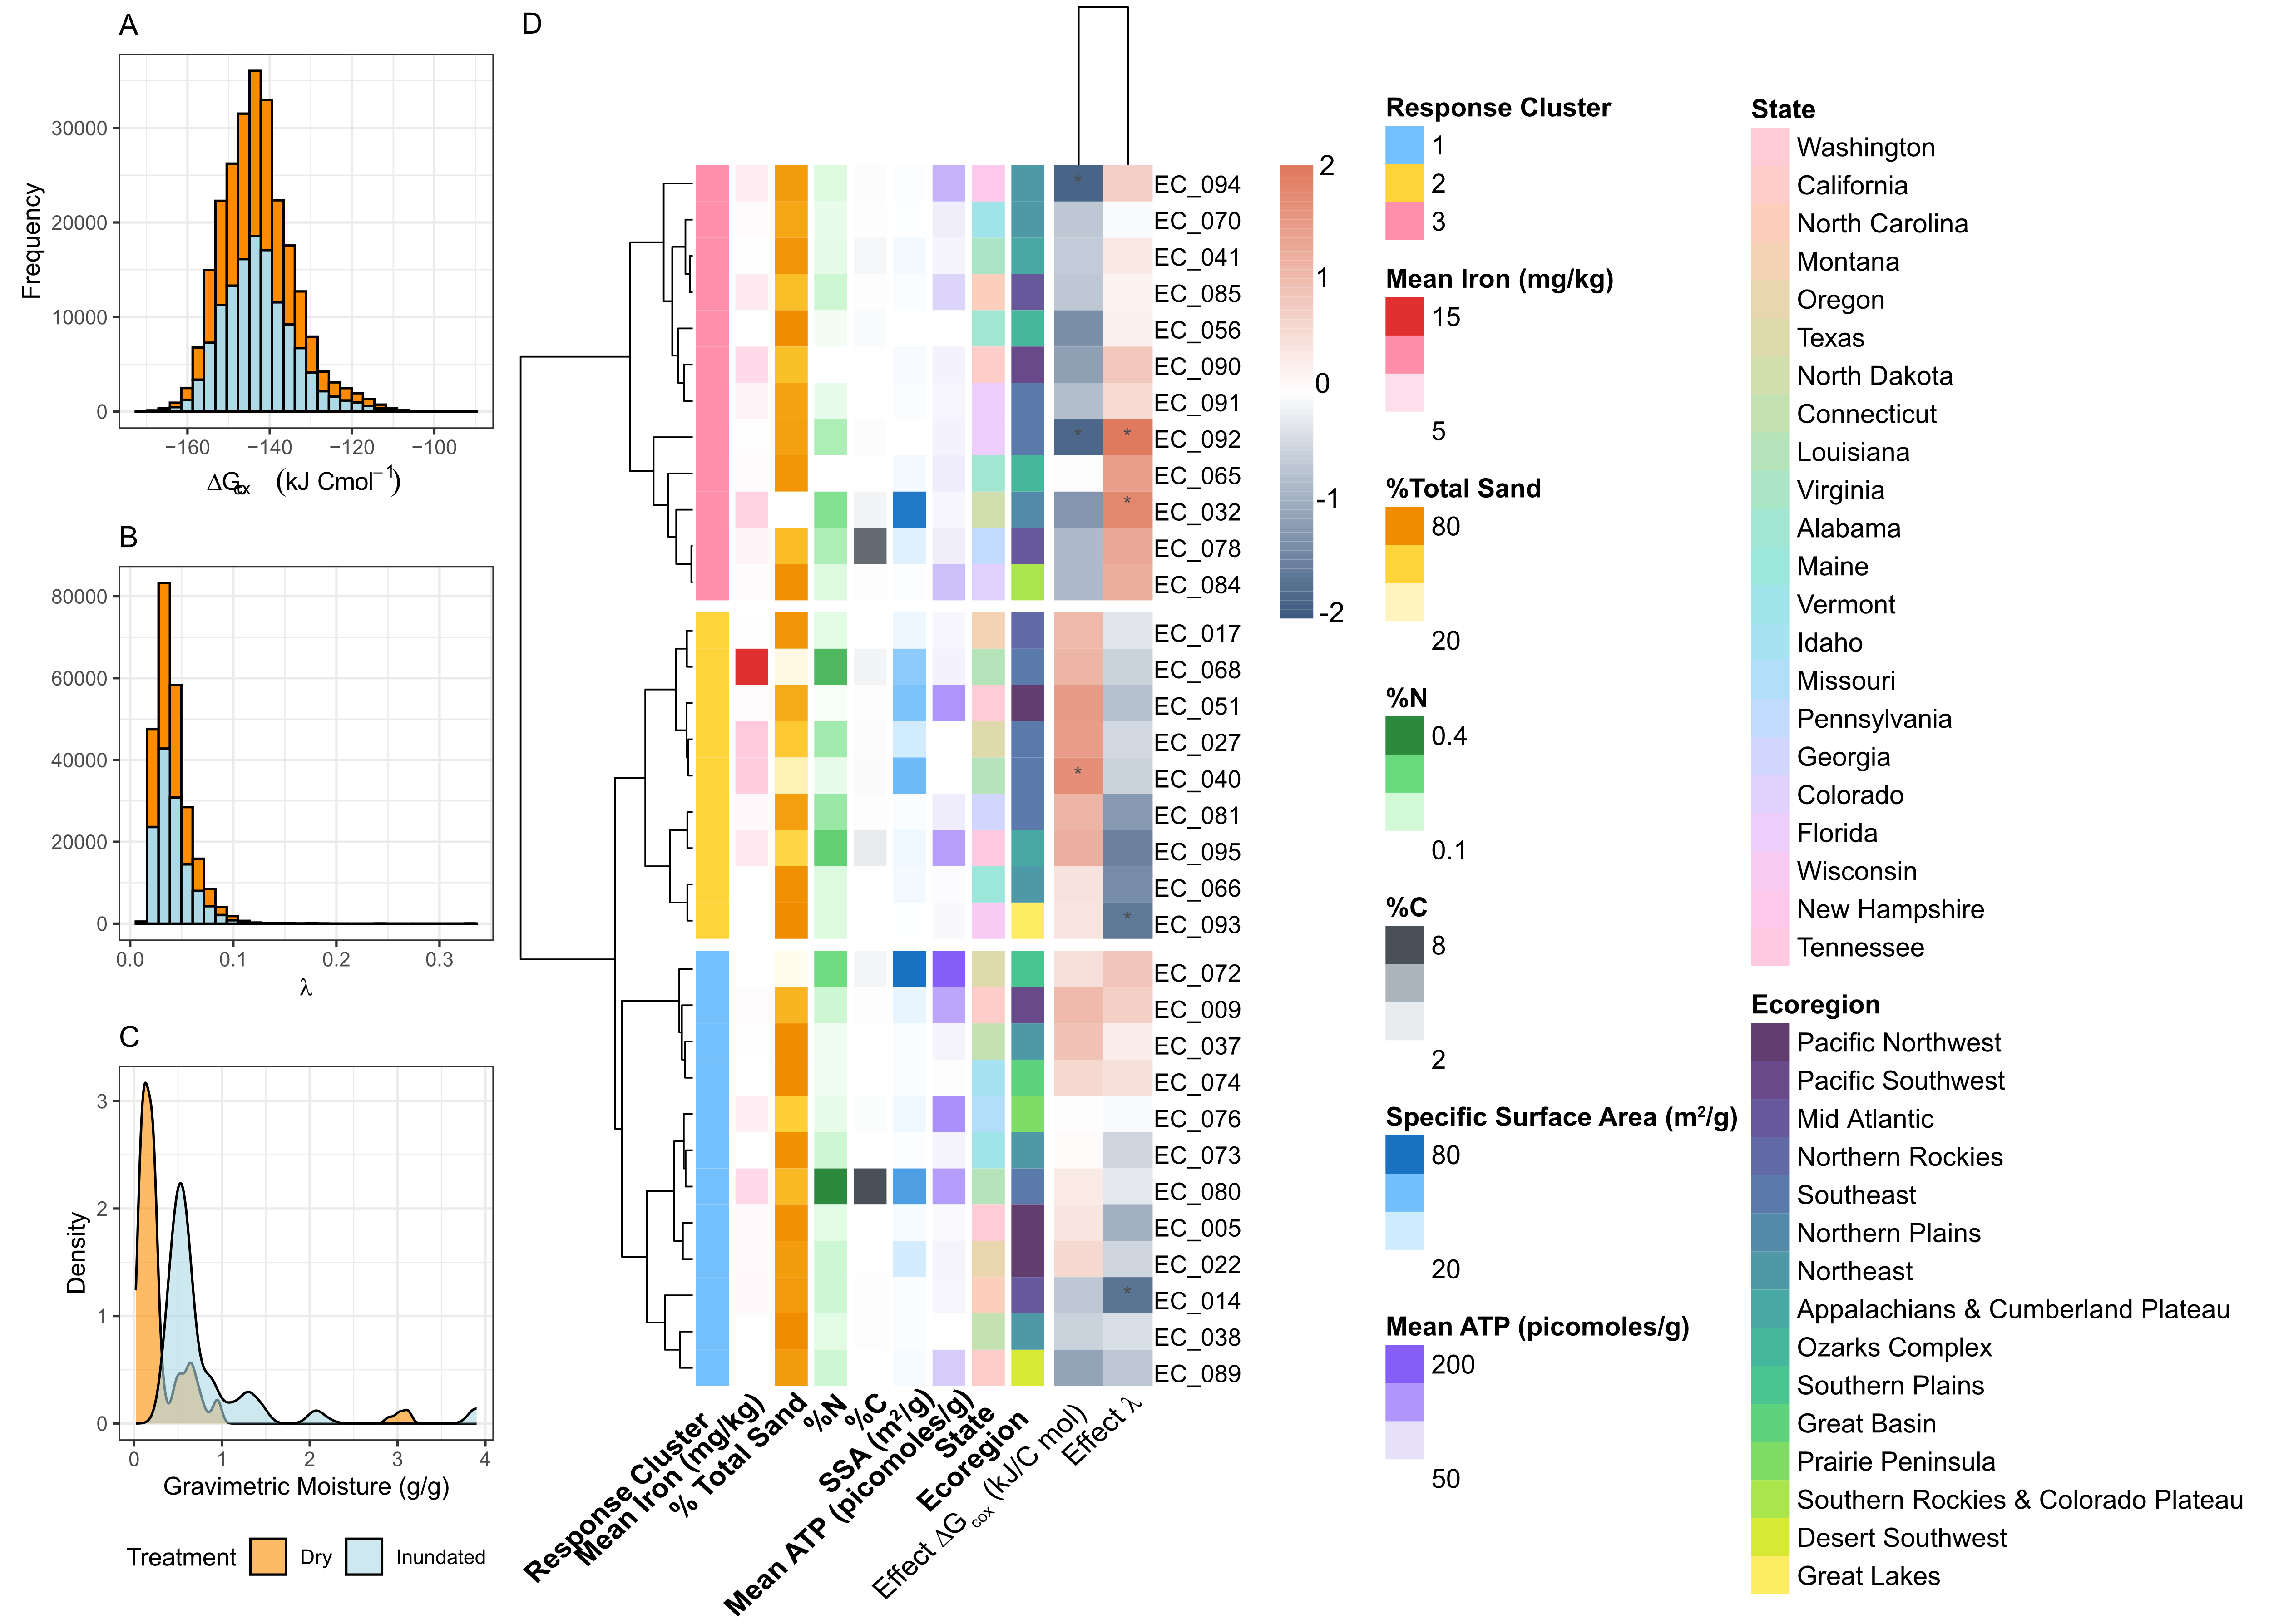 A
30000
20000
10000
0
Frequency
−160
−140
−120
−100
ΔGcox (kJ Cmol−1)
B
80000
60000
40000
20000
0
0.0
0.1
0.2
0.3
λ
C
3
2
1
0
Density
0
1
2
3
4
Gravimetric Moisture (g/g)
Treatment
Dry
Inundated
D
*
EC_094
EC_070
EC_041
EC_085
EC_056
EC_090
EC_091
* *
EC_092
EC_065
*
EC_032
EC_078
EC_084
EC_017
EC_068
EC_051
EC_027
*
EC_040
EC_081
EC_095
EC_066
*
EC_093
EC_072
EC_009
EC_037
EC_074
EC_076
EC_073
EC_080
EC_005
EC_022
*
EC_014
EC_038
EC_089
Response Cluster
Mean Iron (mg/kg)
% Total Sand
%N
%C
SSA (m²/g)
Mean ATP (picomoles/g)
State
Ecoregion
Effect ΔG cox (kJ/C mol)
Effect λ
2
1
0
-1
-2
Response Cluster
1
2
3
Mean Iron (mg/kg)
15
5
%Total Sand
80
20
%N
0.4
0.1
%C
8
2
Specific Surface Area (m²/g)
80
20
Mean ATP (picomoles/g)
200
50
State
Washington
California
North Carolina
Montana
Oregon
Texas
North Dakota
Connecticut
Louisiana
Virginia
Alabama
Maine
Vermont
Idaho
Missouri
Pennsylvania
Georgia
Colorado
Florida
Wisconsin
New Hampshire
Tennessee
Ecoregion
Pacific Northwest
Pacific Southwest
Mid Atlantic
Northern Rockies
Southeast
Northern Plains
Northeast
Appalachians & Cumberland Plateau
Ozarks Complex
Southern Plains
Great Basin
Prairie Peninsula
Southern Rockies & Colorado Plateau
Desert Southwest
Great Lakes